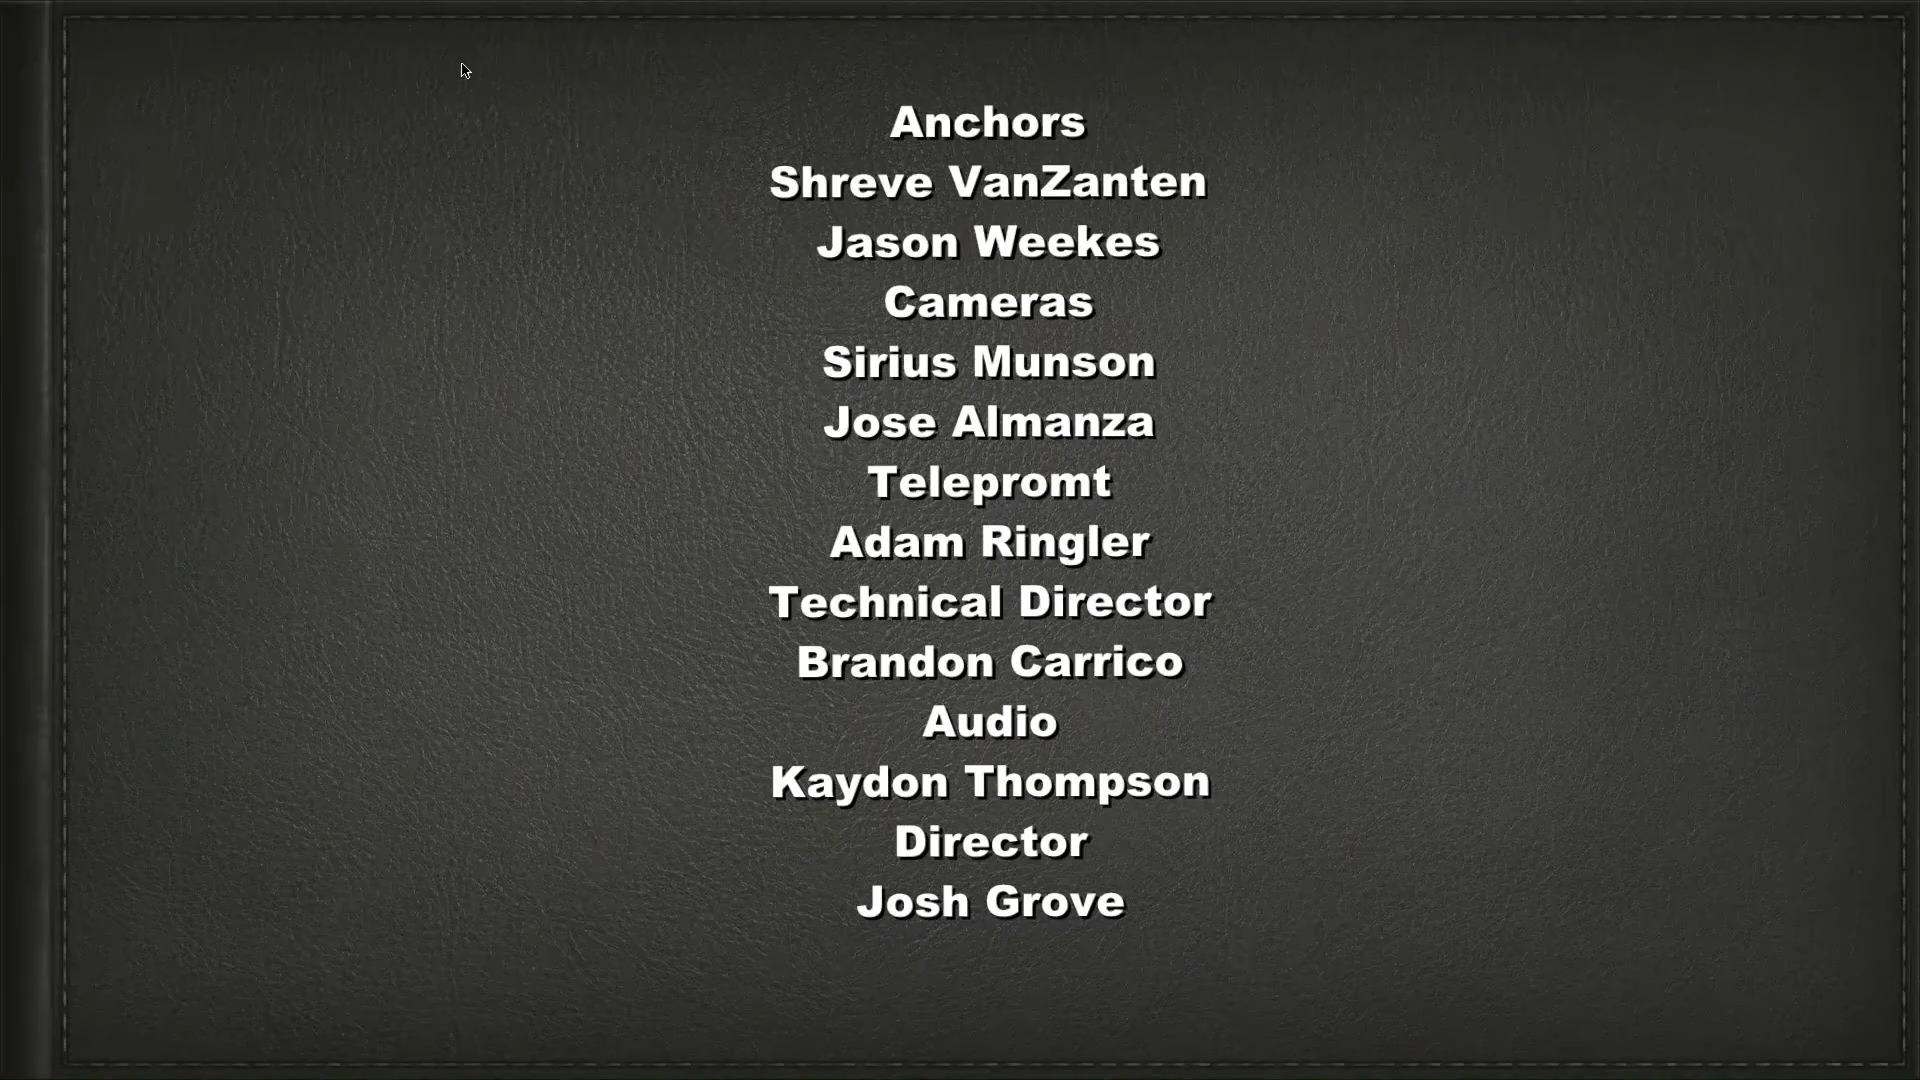 Anchors
Shreve VanZanten
Jason Weekes
Cameras
Sirius Munson
Jose Almanza
Telepromt
Adam Ringler
Technical Director
Brandon Carrico
Audio
Kaydon Thompson
Director
Josh Grove